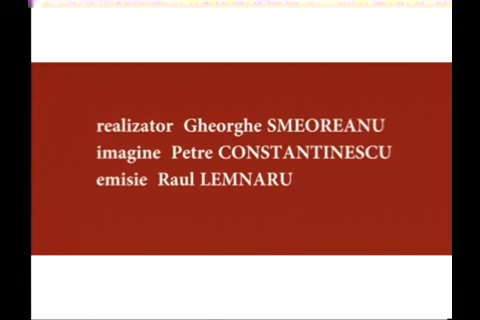 realizator Gheorghe SMEOREANU
imagine Petre CONSTANTINESCU
emisie Raul LEMNARU